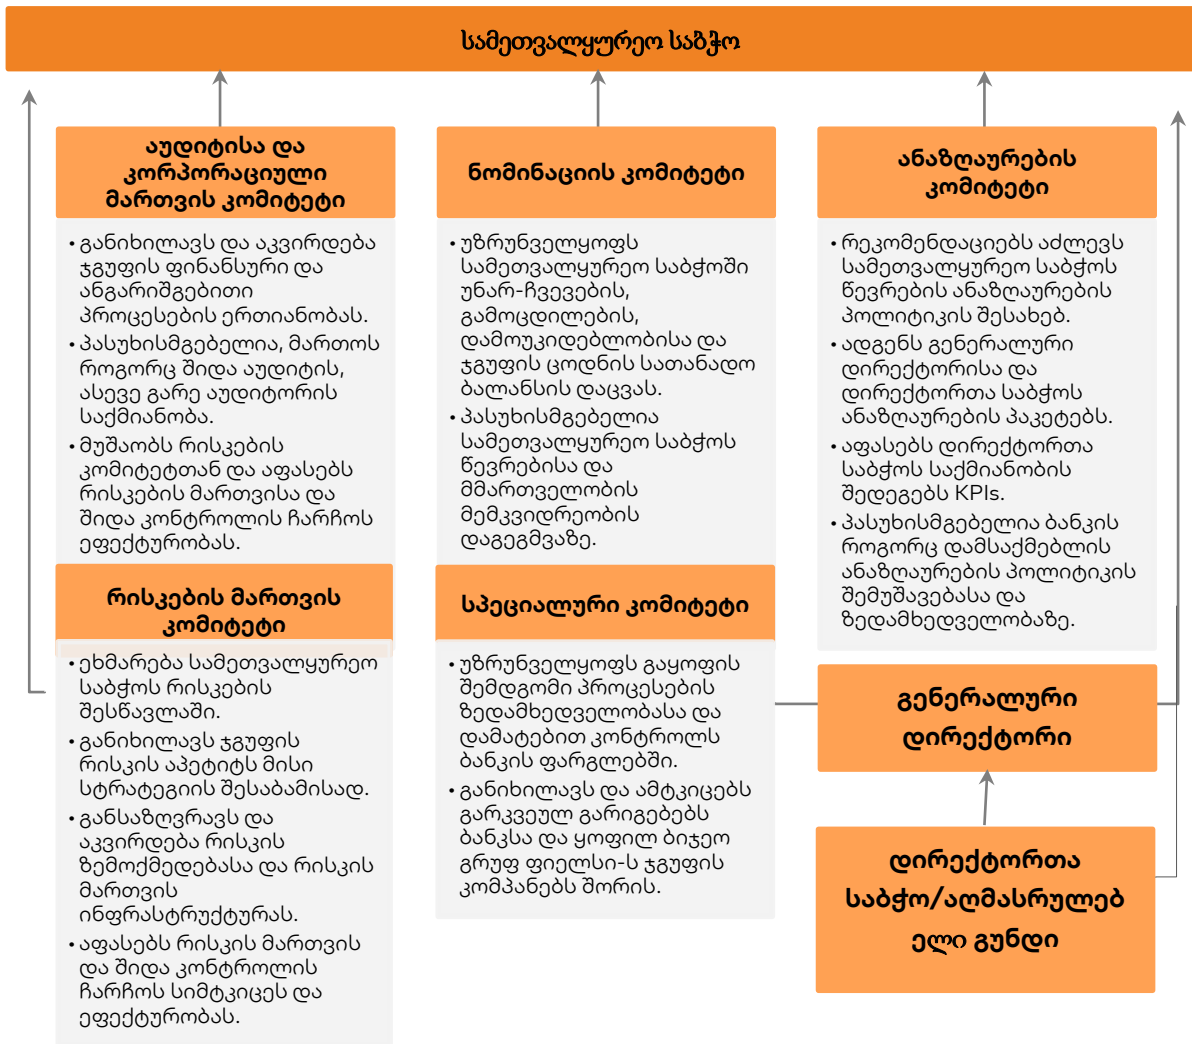 სამეთვალყურეო საბჭო
აუდიტისა და
კორპორაციული
მართვის კომიტეტი
• განიხილავს და აკვირდება
ჯგუფის ფინანსური და
ანგარიშგებითი
პროცესების ერთიანობას.
• პასუხისმგებელია, მართოს
როგორც შიდა აუდიტის,
ასევე გარე აუდიტორის
საქმიანობა.
• მუშაობს რისკების
კომიტეტთან და აფასებს
რისკების მართვისა და
შიდა კონტროლის ჩარჩოს
ეფექტურობას.
რისკების მართვის
კომიტეტი
• ეხმარება სამეთვალყურეო
საბჭოს რისკების
შესწავლაში.
• განიხილავს ჯგუფის
რისკის აპეტიტს მისი
სტრატეგიის შესაბამისად.
• განსაზღვრავს და
აკვირდება რისკის
ზემოქმედებასა და რისკის
მართვის
ინფრასტრუქტურას.
• აფასებს რისკის მართვის
და შიდა კონტროლის
ჩარჩოს სიმტკიცეს და
ეფექტურობას.
ნომინაციის კომიტეტი
• უზრუნველყოფს
სამეთვალყურეო საბჭოში
უნარ-ჩვევების,
გამოცდილების,
დამოუკიდებლობისა და
ჯგუფის ცოდნის სათანადო
ბალანსის დაცვას.
• პასუხისმგებელია
სამეთვალყურეო საბჭოს
წევრებისა და
მმართველობის
მემკვიდრეობის
დაგეგმვაზე.
სპეციალური კომიტეტი
• უზრუნველყოფს გაყოფის
შემდგომი პროცესების
ზედამხედველობასა და
დამატებით კონტროლს
ბანკის ფარგლებში.
• განიხილავს და ამტკიცებს
გარკვეულ გარიგებებს
ბანკსა და ყოფილ ბიჯეო
გრუფ ფიელსი-ს ჯგუფის
კომპანებს შორის.
ანაზღაურების
კომიტეტი
• რეკომენდაციებს აძლევს
სამეთვალყურეო საბჭოს
წევრების ანაზღაურების
პოლიტიკის შესახებ.
• ადგენს გენერალური
დირექტორისა და
დირექტორთა საბჭოს
ანაზღაურების პაკეტებს.
• აფასებს დირექტორთა
საბჭოს საქმიანობის
შედეგებს KPIs.
• პასუხისმგებელია ბანკის
როგორც დამსაქმებლის
ანაზღაურების პოლიტიკის
შემუშავებასა და
ზედამხედველობაზე.
გენერალური
დირექტორი
დირექტორთა
საბჭო/აღმასრულებ
ელი გუნდი